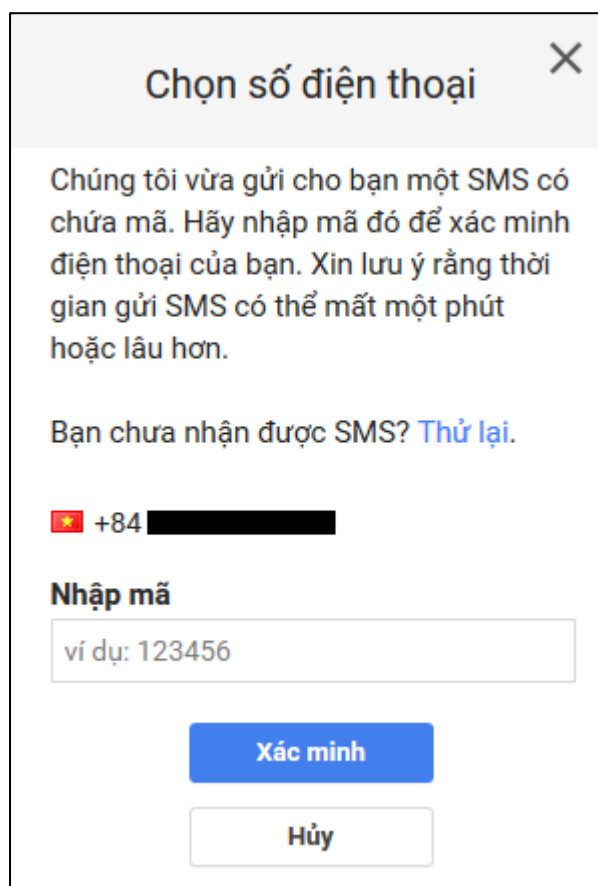 Chọn số điện thoại
Chúng tôi vừa gửi cho bạn một SMS có
chứa mã. Hãy nhập mã đó để xác minh
điện thoại của bạn. Xin lưu ý rằng thời
gian gửi SMS có thể mất một phút
hoặc lâu hơn.
Bạn chưa nhận được SMS? Thử lại.
+84
Nhập mã
ví dụ: 123456
Xác minh
Hủy